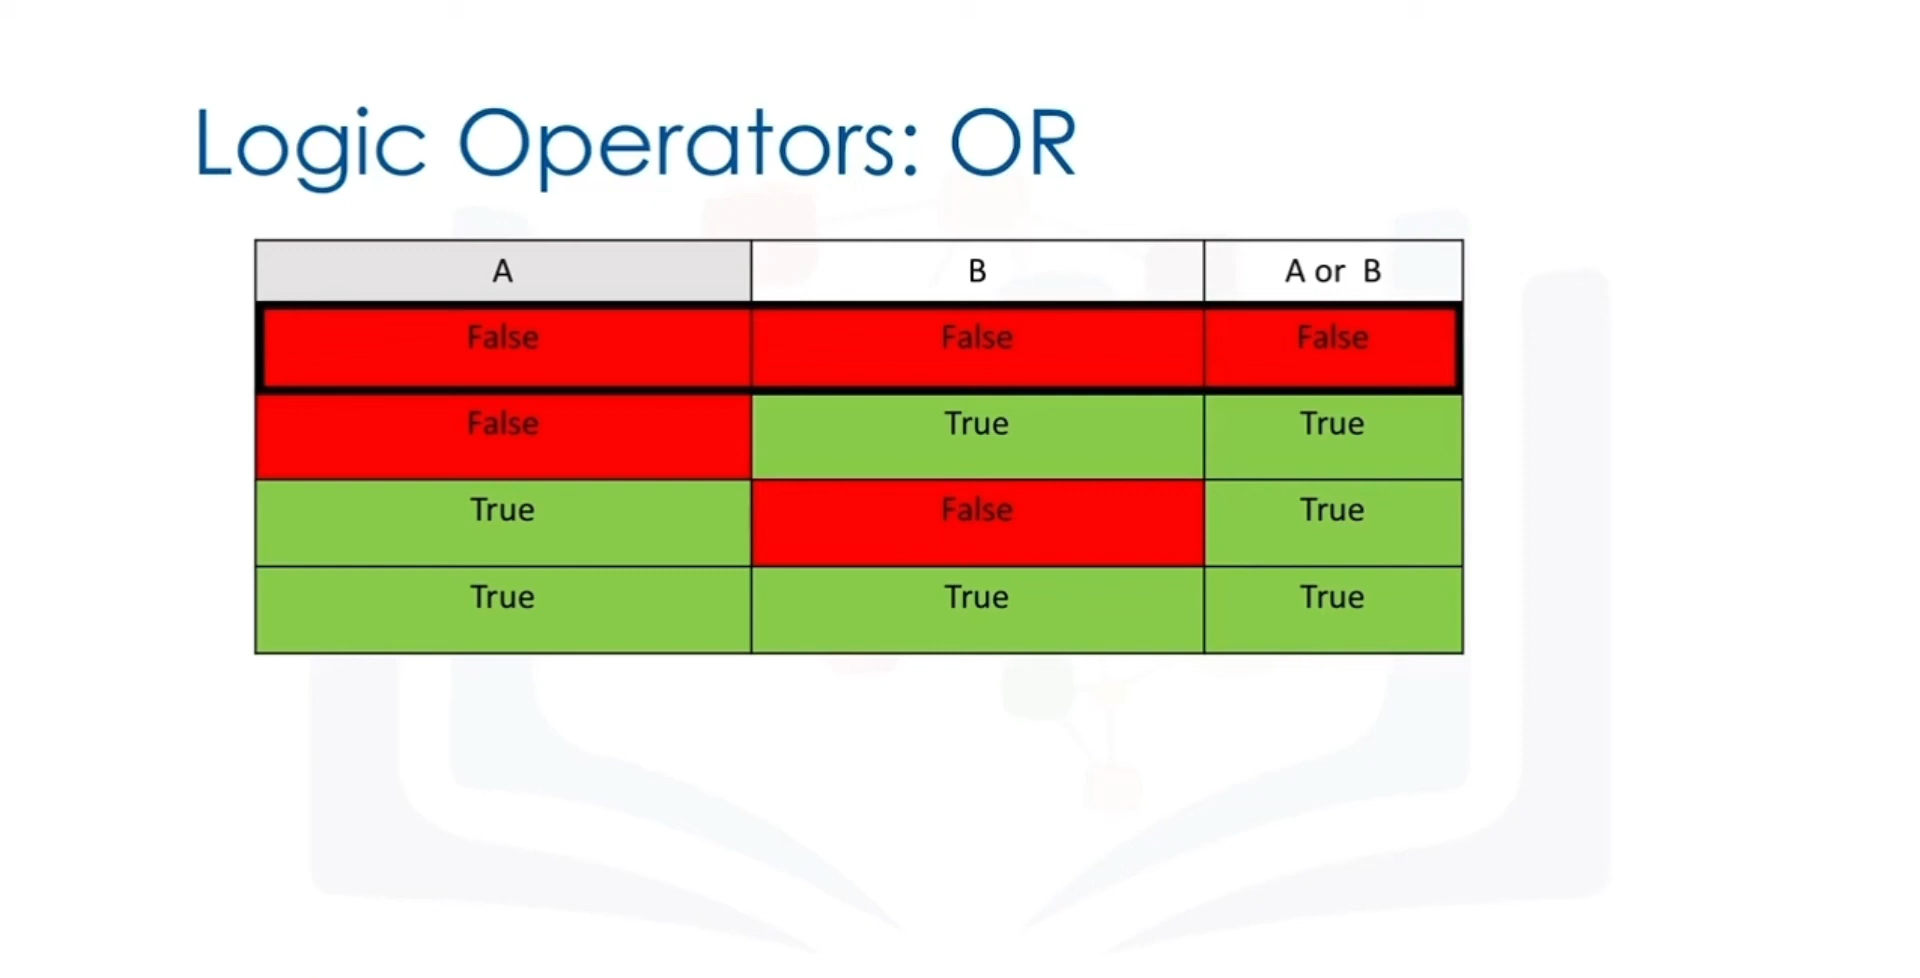 Logic Operators: OR
A B A or B
False False False
False True True
True False True
True True True